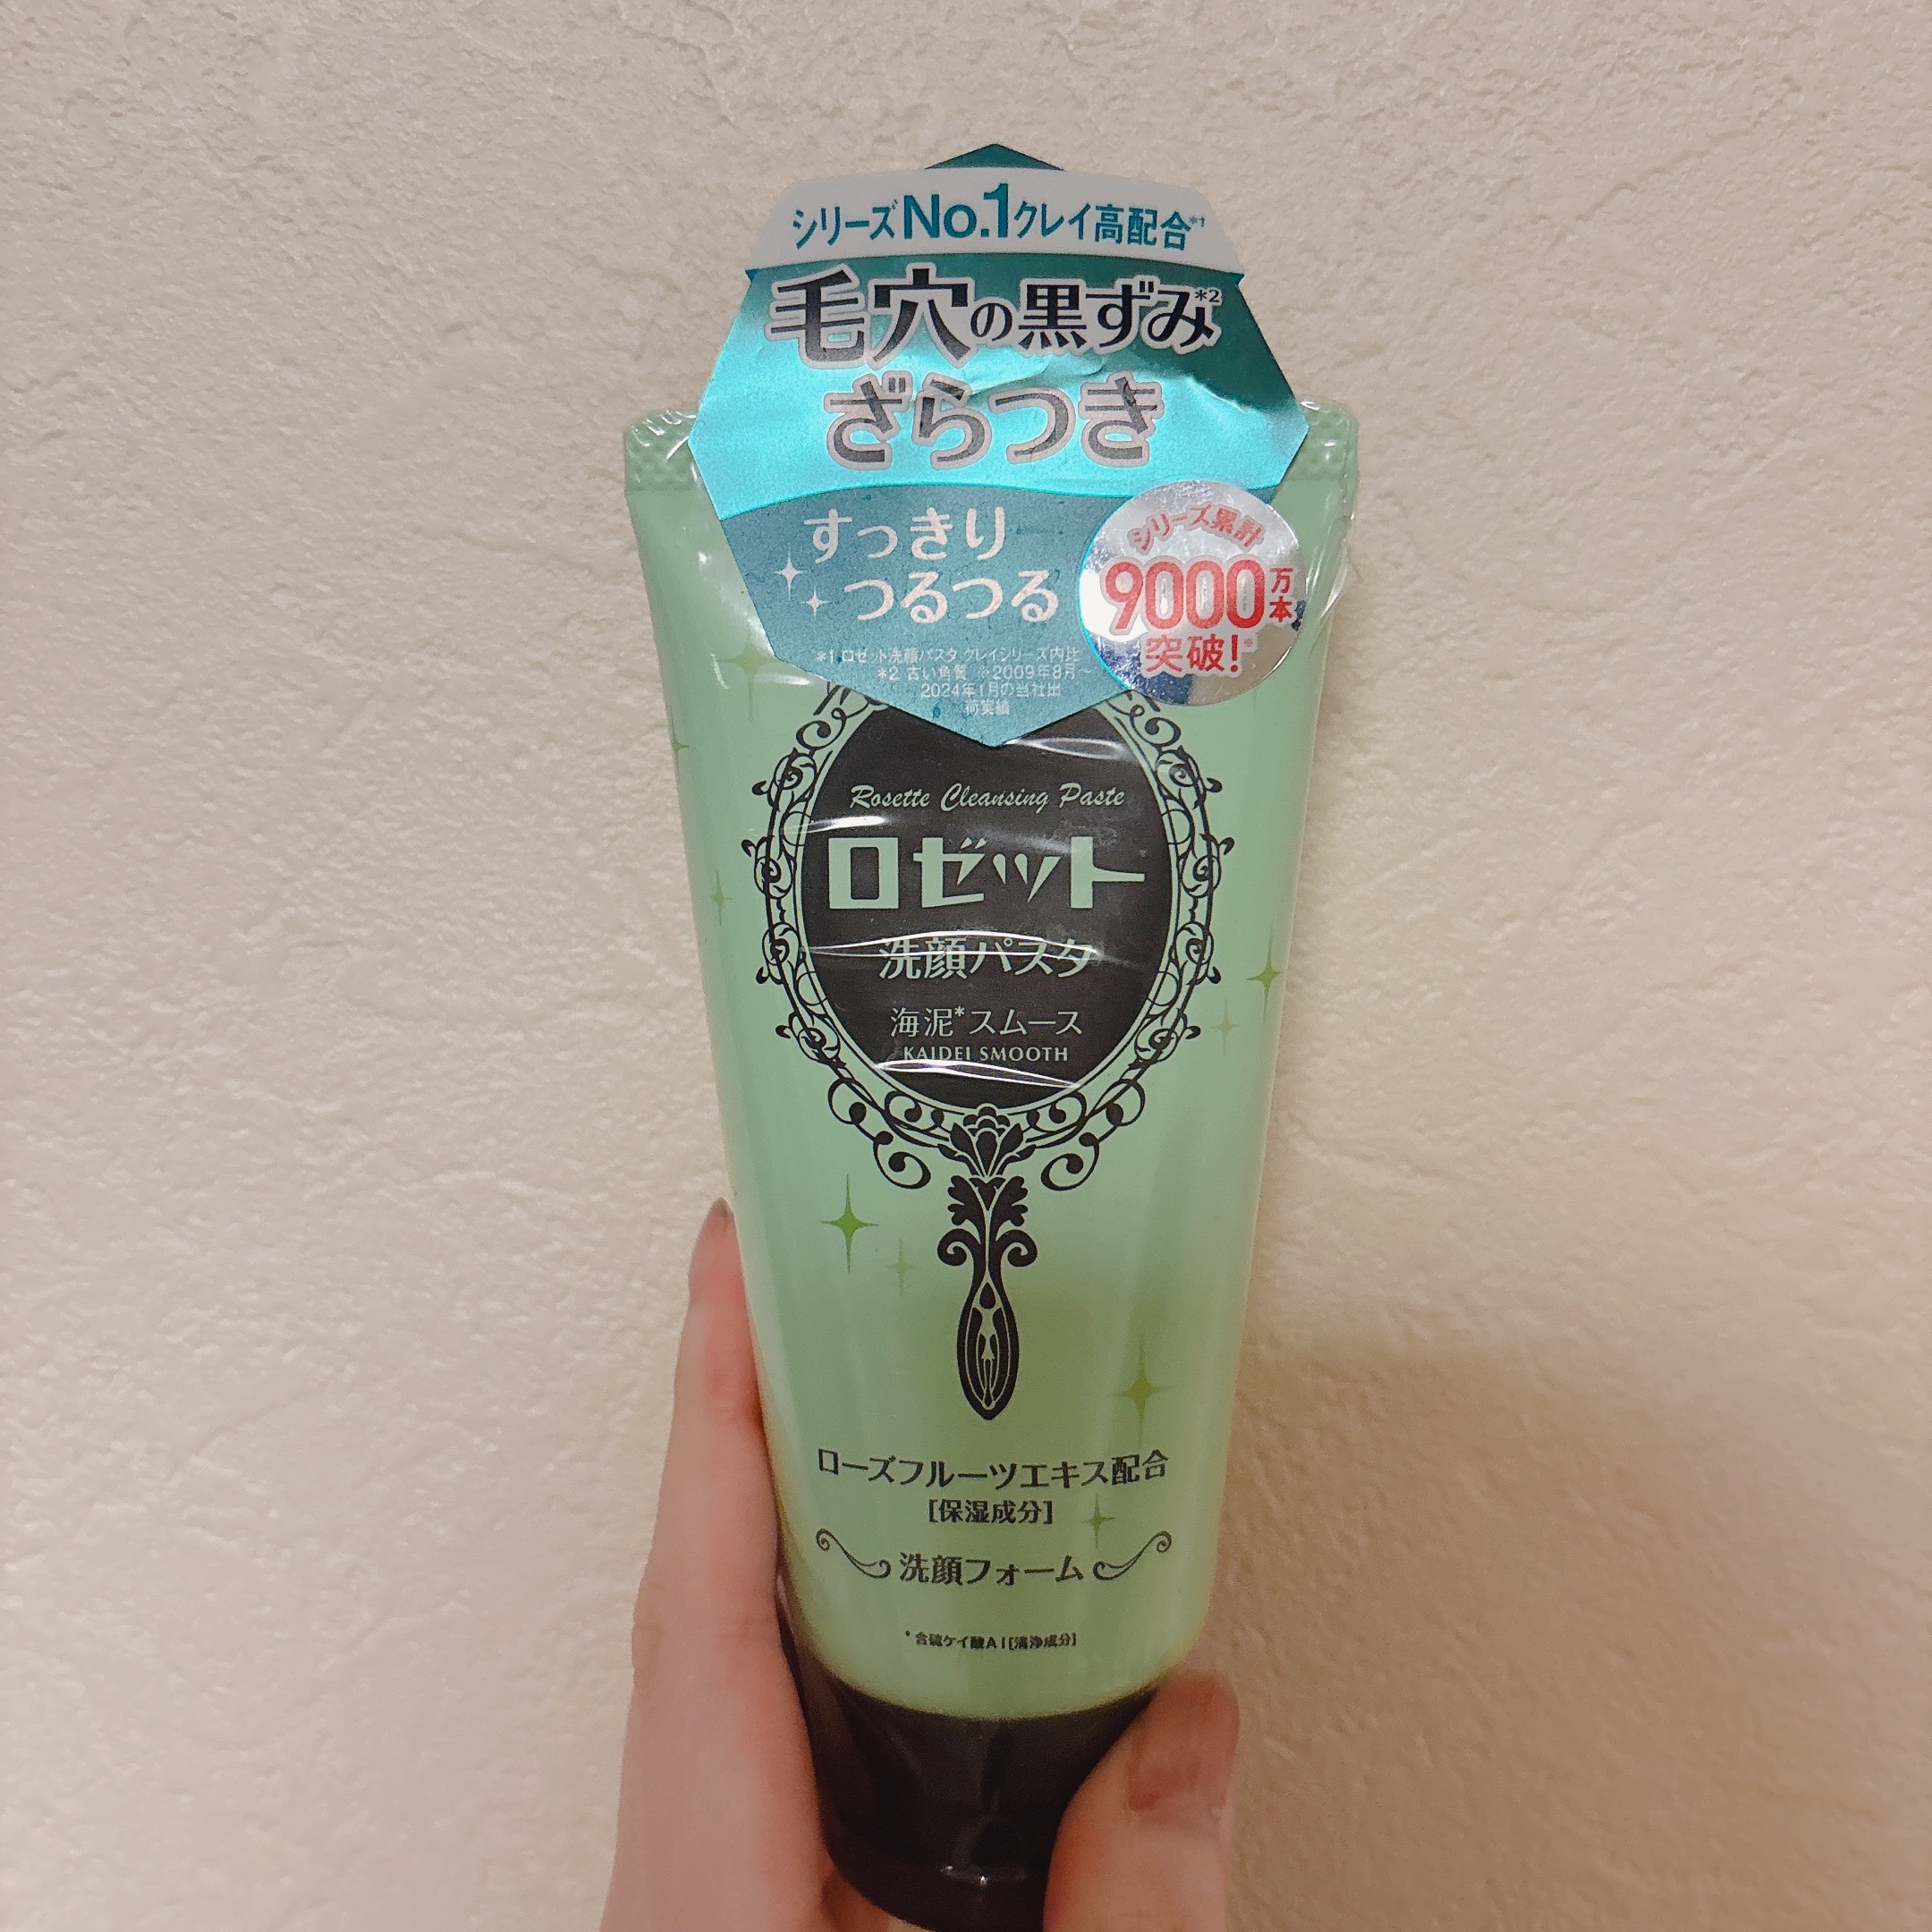 シリーズNo.1クレイ高配合*1
毛穴の黒ずみ*2
ざらつき
すっきり
つるつる
シリーズ累計
9000万本
突破!※
*1 ロゼット洗顔パスタ クレイシリーズ内比
*2 古い角質 ※2009年8月~
2024年1月の当社出
荷実績
Rosette Cleansing Paste
ロゼット
洗顔パスタ
海泥*スムース
KAIDEI SMOOTH
ローズフルーツエキス配合
[保湿成分]
洗顔フォーム
*含硫ケイ酸Al[清浄成分]